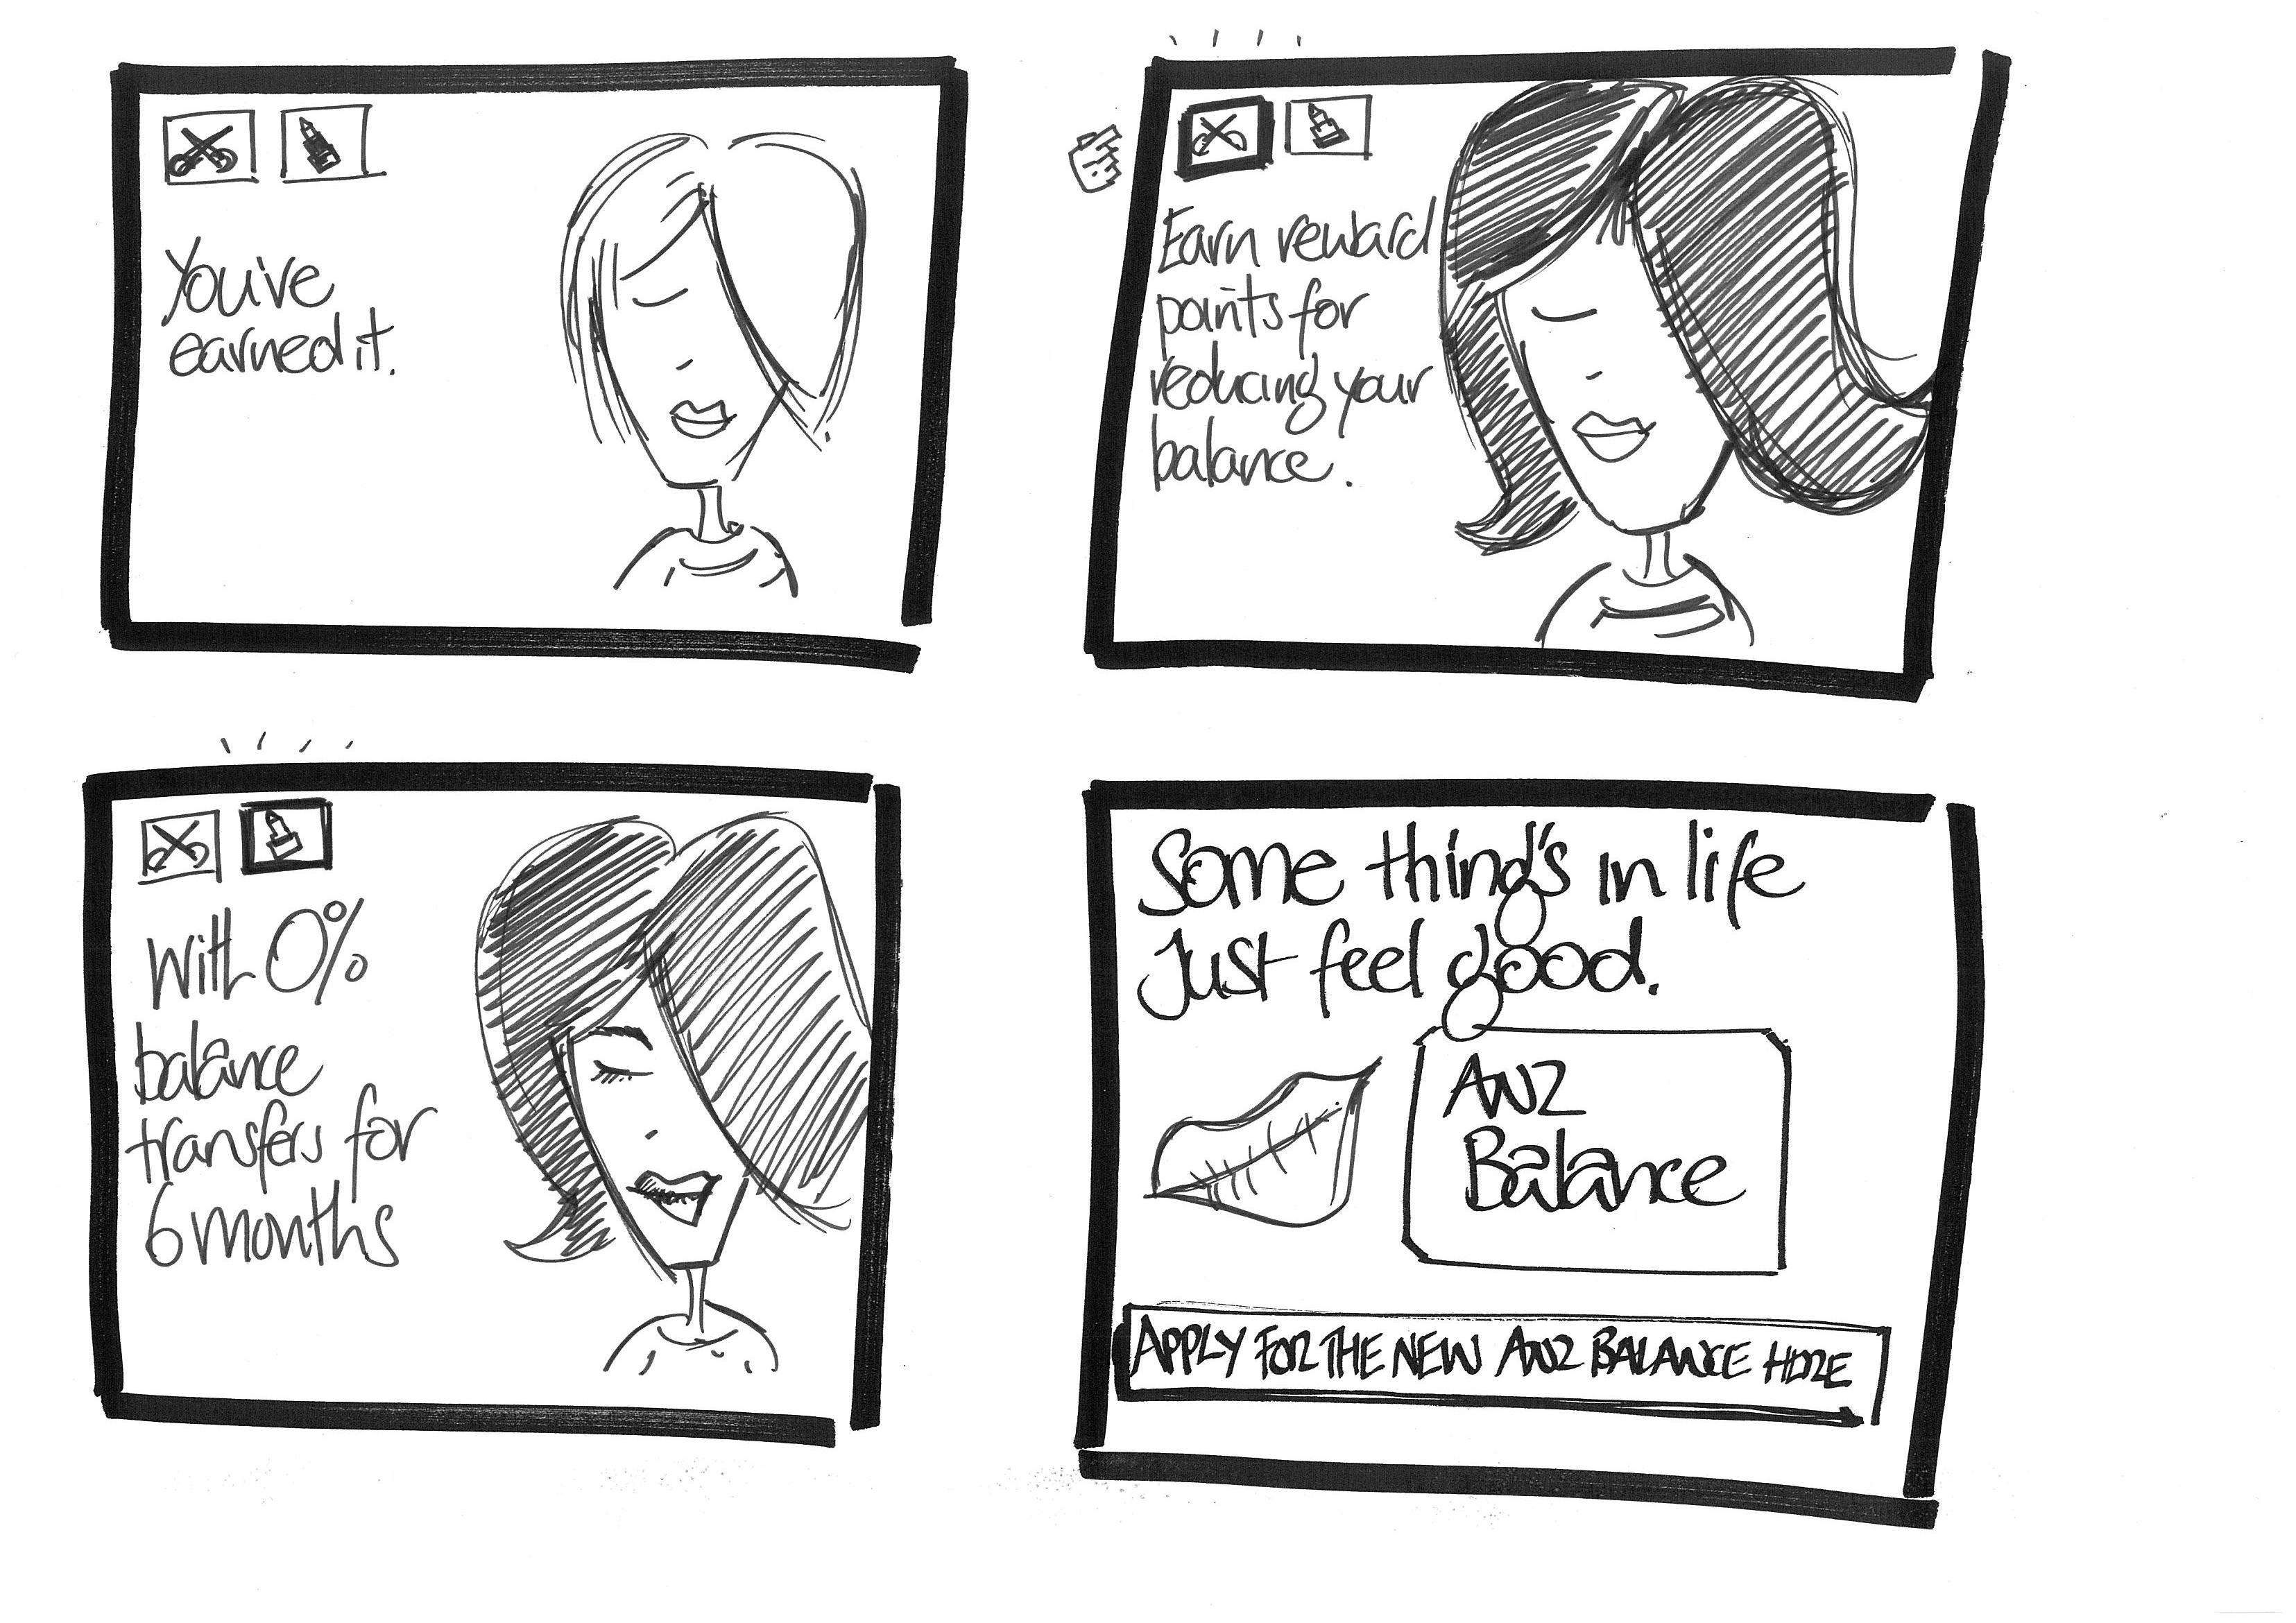 You've
earned it.
Earn reward
points for
reducing your
balance.
With 0%
balance
transfers for
6 months
Some thing's in life
Just feel good.
ANZ
Balance
APPLY FOR THE NEW ANZ BALANCE HERE